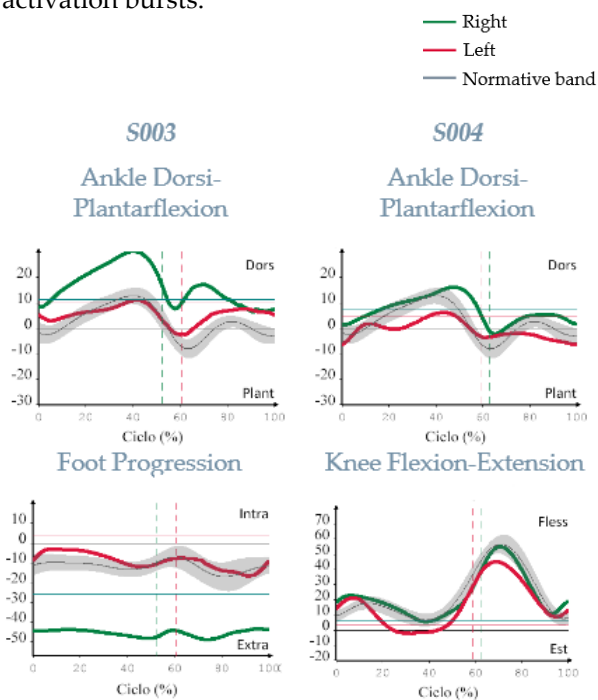 activation bursts.
Right
Left
Normative band
S003
S004
Ankle Dorsi-
Plantarflexion
Ankle Dorsi-
Plantarflexion
20
10
0
-10
-20
-30
Dors
Plant
0 20 40 60 80 100
Ciclo (%)
20
10
0
-10
-20
-30
Dors
Plant
0 20 40 60 80 100
Ciclo (%)
Foot Progression
Knee Flexion-Extension
10
0
-10
-20
-30
-50
Intra
Extra
0 20 40 60 80 100
Ciclo (%)
70
60
50
40
30
20
10
0
-10
-20
Fless
Est
0 20 40 60 80 100
Ciclo (%)